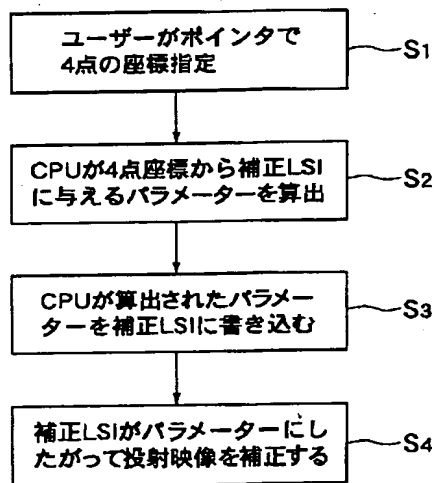 ユーザーがポインタで
4点の座標指定
S1
CPUが4点座標から補正LSI
に与えるパラメーターを算出
S2
CPUが算出されたパラメー
ターを補正LSIに書き込む
S3
補正LSIがパラメーターにし
たがって投射映像を補正する
S4